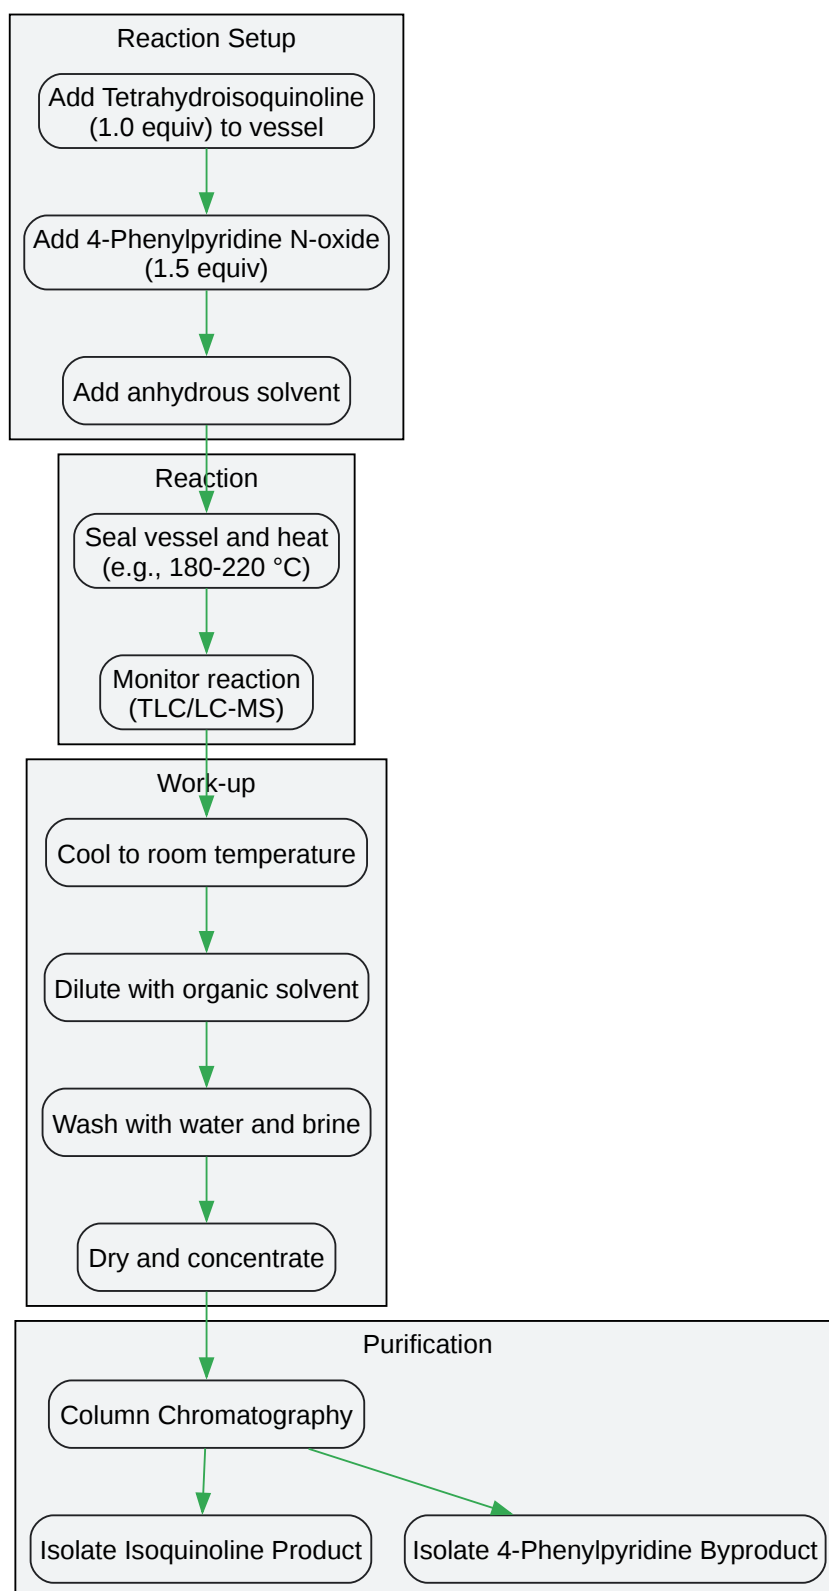 Reaction Setup
Add Tetrahydroisoquinoline
(1.0 equiv) to vessel
Add 4-Phenylpyridine N-oxide
(1.5 equiv)
Add anhydrous solvent
Reaction
Seal vessel and heat
(e.g., 180-220 °C)
Monitor reaction
(TLC/LC-MS)
Work-up
Cool to room temperature
Dilute with organic solvent
Wash with water and brine
Dry and concentrate
Purification
Column Chromatography
Isolate Isoquinoline Product
Isolate 4-Phenylpyridine Byproduct